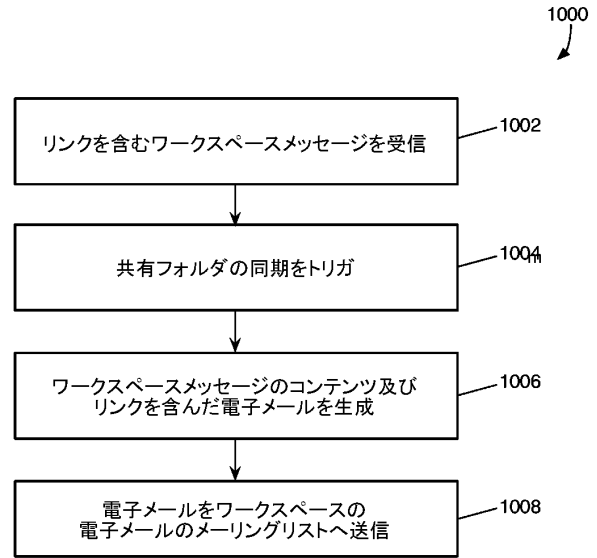 1000
リンクを含むワークスペースメッセージを受信
1002
共有フォルダの同期をトリガ
1004
m
ワークスペースメッセージのコンテンツ及び
リンクを含んだ電子メールを生成
1006
電子メールをワークスペースの
電子メールのメーリングリストへ送信
1008